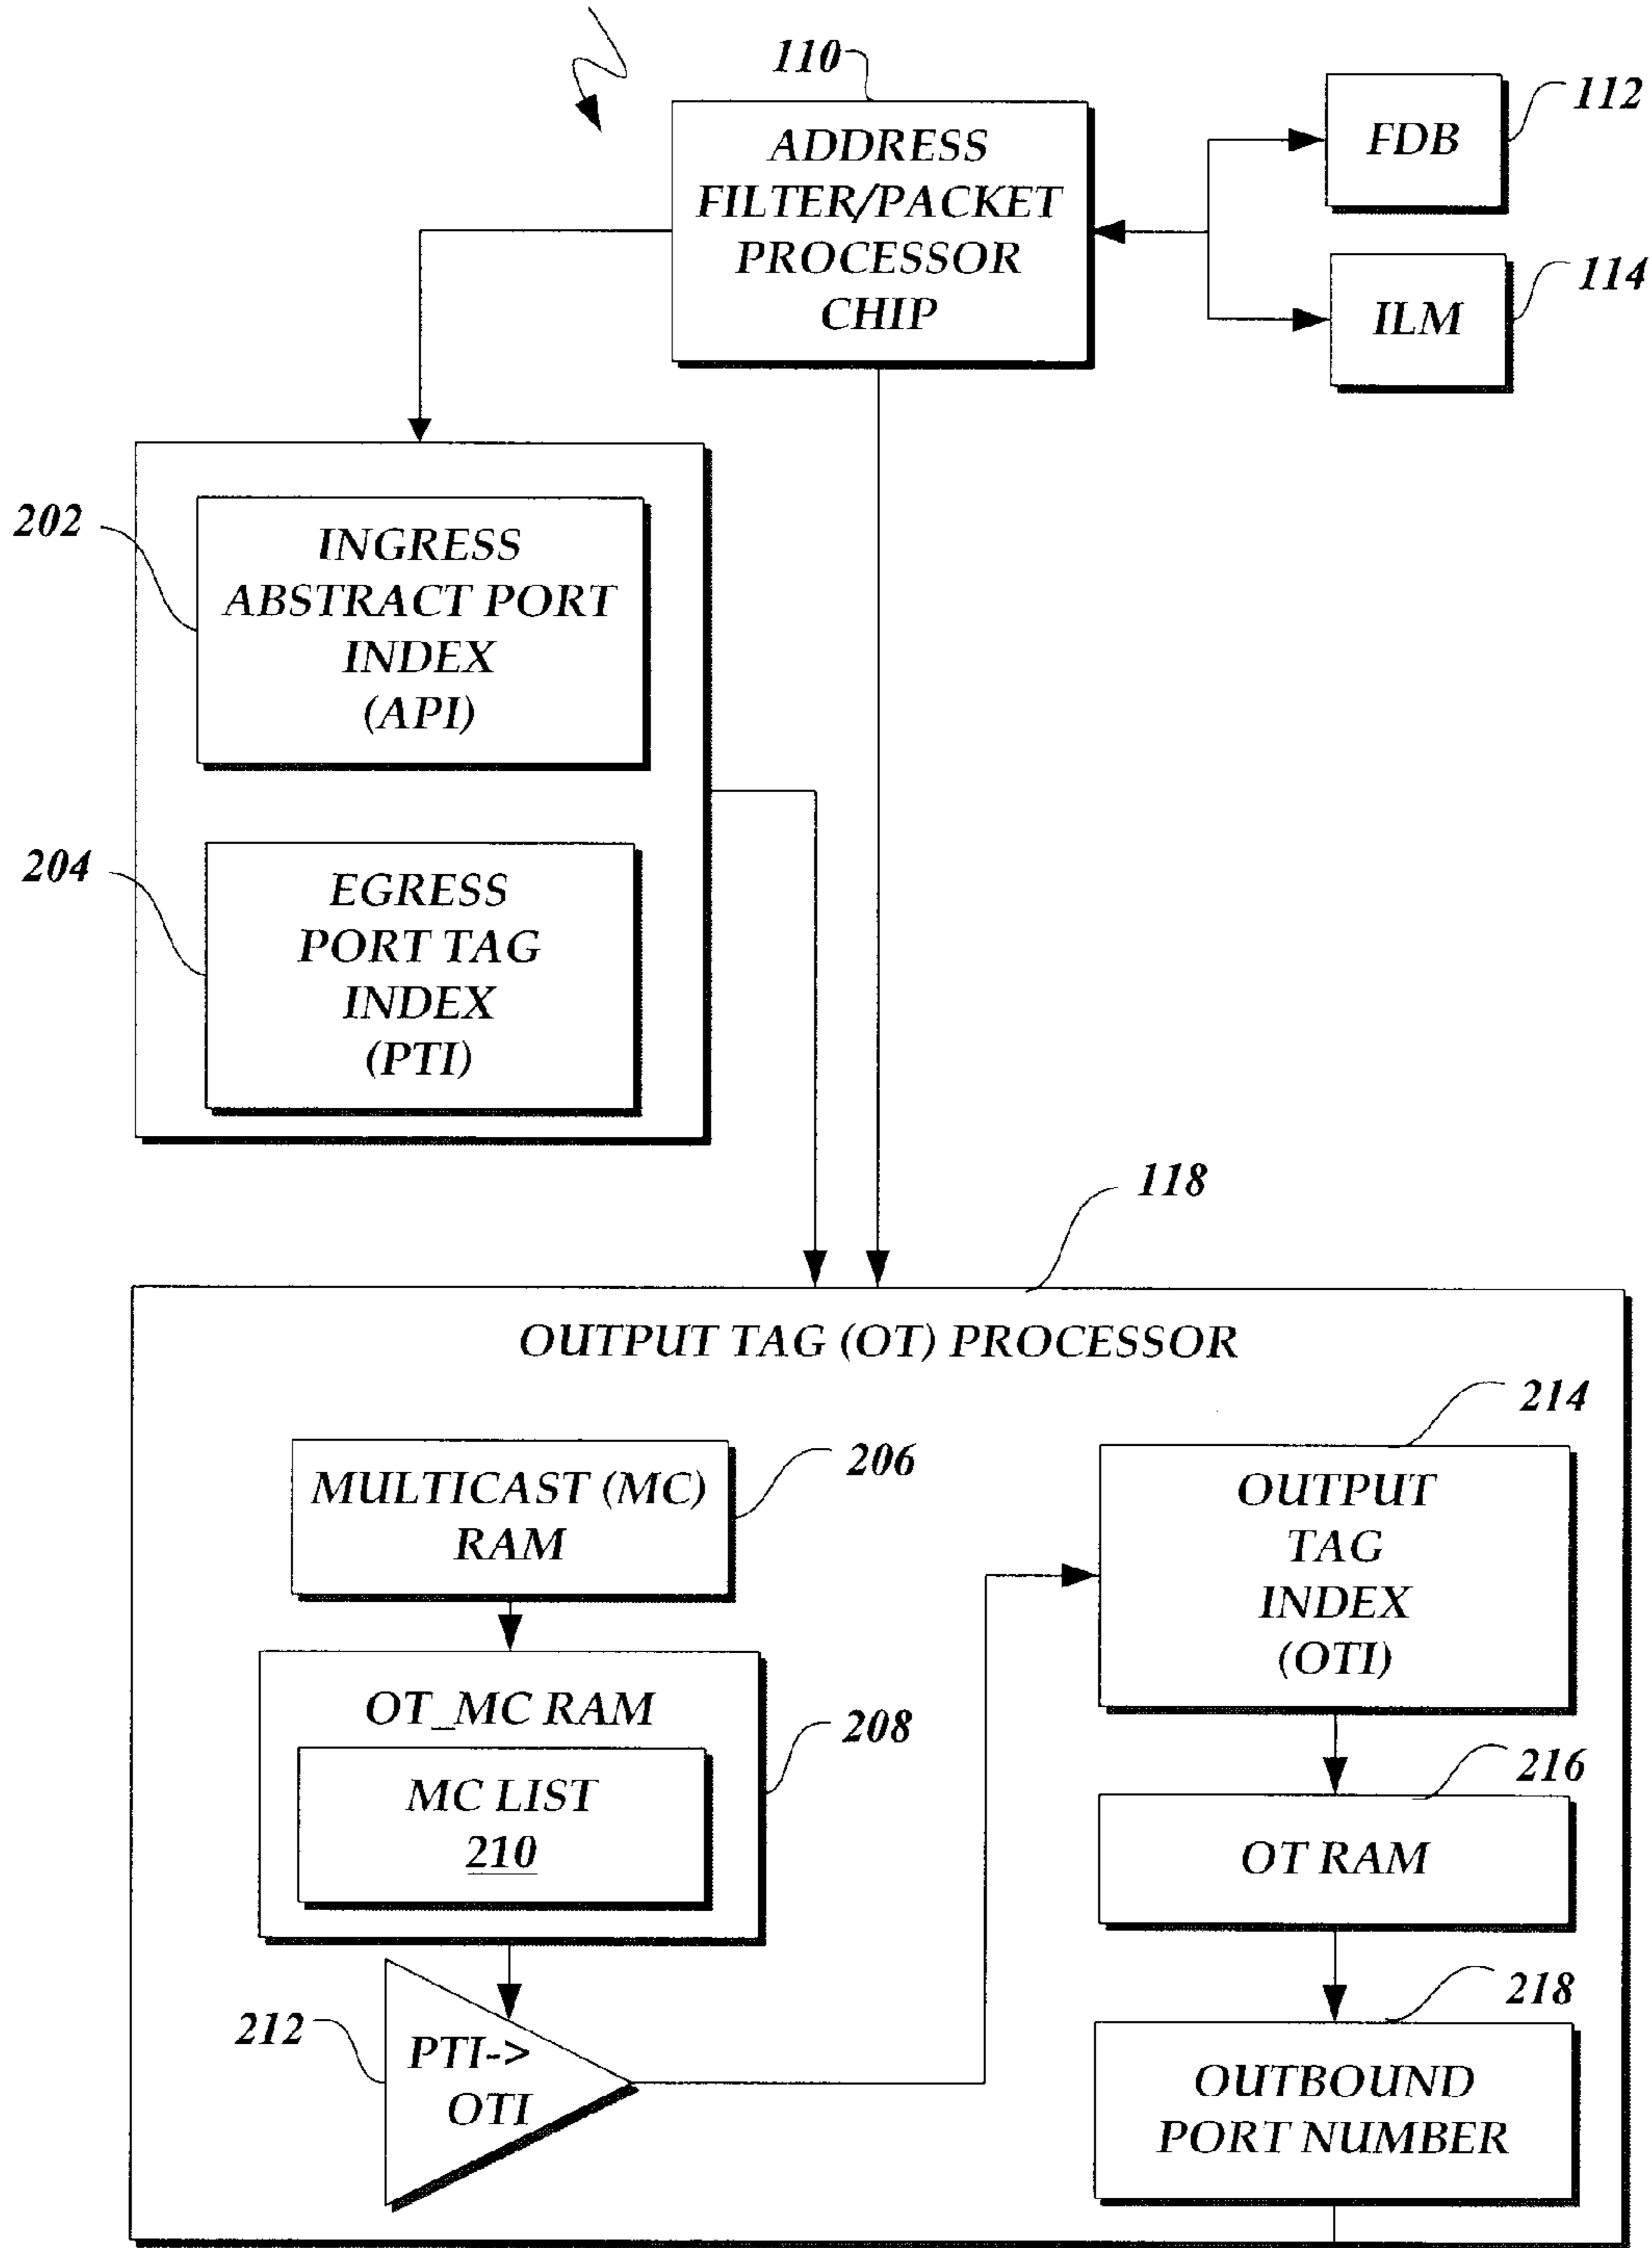 110
ADDRESS
FILTER/PACKET
PROCESSOR
CHIP
FDB
112
ILM
114
202
INGRESS
ABSTRACT PORT
INDEX
(API)
204
EGRESS
PORT TAG
INDEX
(PTI)
118
OUTPUT TAG (OT) PROCESSOR
MULTICAST (MC)
RAM
206
OT_MC RAM
208
MC LIST
210
212
PTI->
OTI
214
OUTPUT
TAG
INDEX
(OTI)
216
OT RAM
218
OUTBOUND
PORT NUMBER